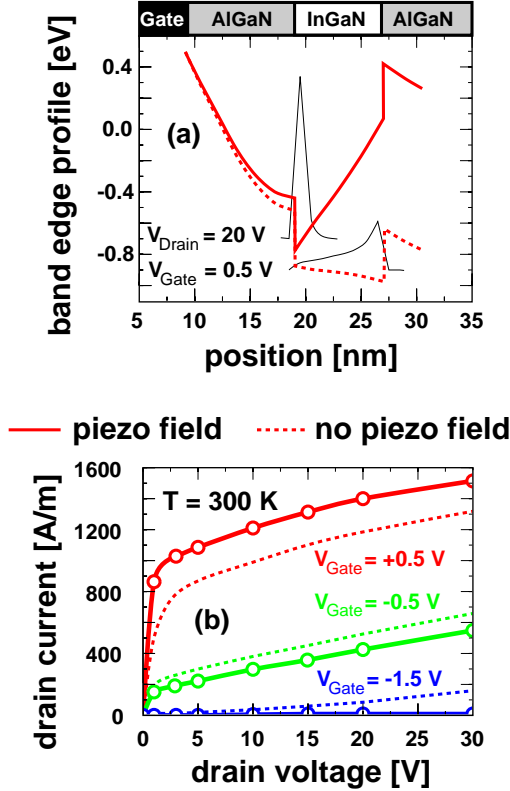 Gate AlGaN InGaN AlGaN
band edge profile [eV]
0.4
0.0
-0.4
-0.8
(a)
V_Drain = 20 V
V_Gate = 0.5 V
5 10 15 20 25 30 35
position [nm]
piezo field no piezo field
drain current [A/m]
1600
1200
800
400
0
T = 300 K
V_Gate = +0.5 V
(b)
V_Gate = -0.5 V
V_Gate = -1.5 V
0 5 10 15 20 25 30
drain voltage [V]